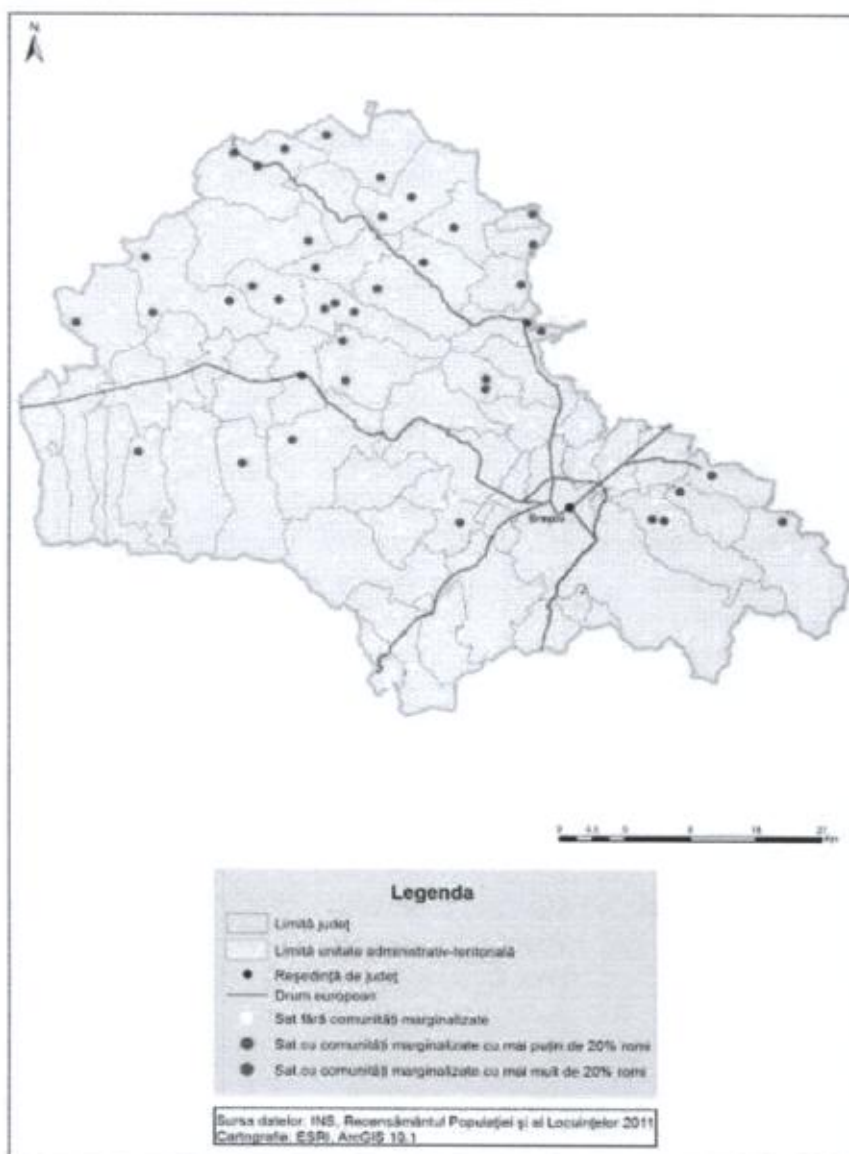 N
Brașov
Legenda
Limită județ
Limită unitate administrativ-teritorială
Reședință de județ
Drum european
Sat fără comunități marginalizate
Sat cu comunități marginalizate cu mai puțin de 20% romi
Sat cu comunități marginalizate cu mai mult de 20% romi
Sursa datelor: INS, Recensământul Populației și al Locuințelor 2011
Cartografie: ESRI, ArcGIS 10.1